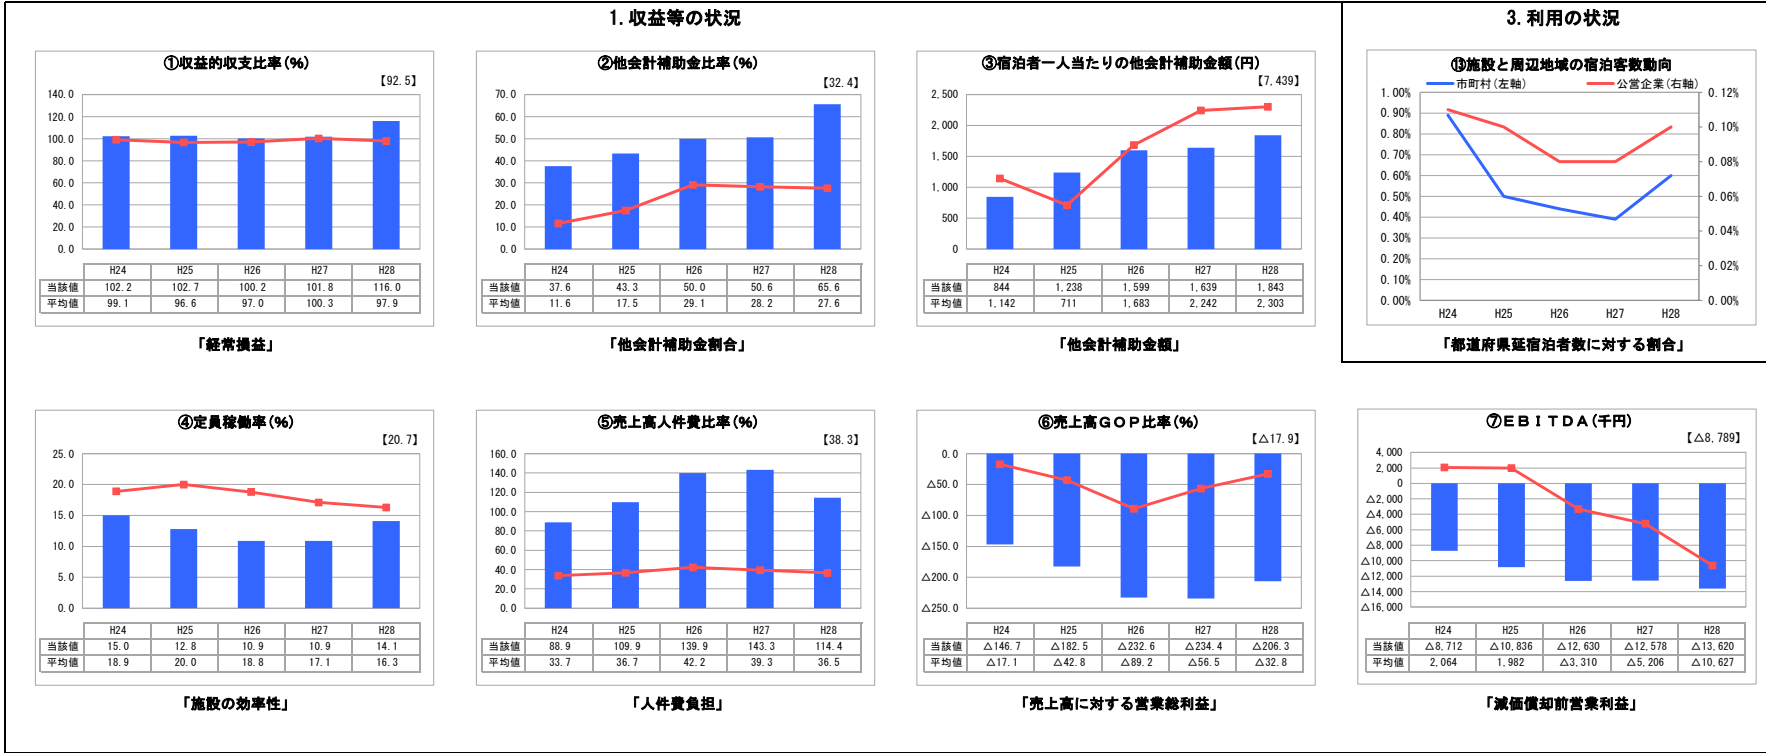 1. 収益等の状況
3. 利用の状況
①収益的収支比率(%)
【92.5】
140.0
120.0
100.0
80.0
60.0
40.0
20.0
0.0
H24 H25 H26 H27 H28
当該値 102.2 102.7 100.2 101.8 116.0
平均値 99.1 96.6 97.0 100.3 97.9
「経常損益」
②他会計補助金比率(%)
【32.4】
70.0
60.0
50.0
40.0
30.0
20.0
10.0
0.0
H24 H25 H26 H27 H28
当該値 37.6 43.3 50.0 50.6 65.6
平均値 11.6 17.5 29.1 28.2 27.6
「他会計補助金割合」
③宿泊者一人当たりの他会計補助金額(円)
【7,439】
2,500
2,000
1,500
1,000
500
0
H24 H25 H26 H27 H28
当該値 844 1,238 1,599 1,639 1,843
平均値 1,142 711 1,683 2,242 2,303
「他会計補助金額」
⑬施設と周辺地域の宿泊客数動向
市町村(左軸) 公営企業(右軸)
1.00%
0.90%
0.80%
0.70%
0.60%
0.50%
0.40%
0.30%
0.20%
0.10%
0.00%
0.12%
0.10%
0.08%
0.06%
0.04%
0.02%
0.00%
H24 H25 H26 H27 H28
「都道府県延宿泊者数に対する割合」
④定員稼働率(%)
【20.7】
25.0
20.0
15.0
10.0
5.0
0.0
H24 H25 H26 H27 H28
当該値 15.0 12.8 10.9 10.9 14.1
平均値 18.9 20.0 18.8 17.1 16.3
「施設の効率性」
⑤売上高人件費比率(%)
【38.3】
160.0
140.0
120.0
100.0
80.0
60.0
40.0
20.0
0.0
H24 H25 H26 H27 H28
当該値 88.9 109.9 139.9 143.3 114.4
平均値 33.7 36.7 42.2 39.3 36.5
「人件費負担」
⑥売上高ＧＯＰ比率(%)
【△17.9】
0.0
△50.0
△100.0
△150.0
△200.0
△250.0
H24 H25 H26 H27 H28
当該値 △146.7 △182.5 △232.6 △234.4 △206.3
平均値 △17.1 △42.8 △89.2 △56.5 △32.8
「売上高に対する営業総利益」
⑦ＥＢＩＴＤＡ(千円)
【△8,789】
4,000
2,000
0
△2,000
△4,000
△6,000
△8,000
△10,000
△12,000
△14,000
△16,000
H24 H25 H26 H27 H28
当該値 △8,712 △10,836 △12,630 △12,578 △13,620
平均値 2,064 1,982 △3,310 △5,206 △10,627
「減価償却前営業利益」